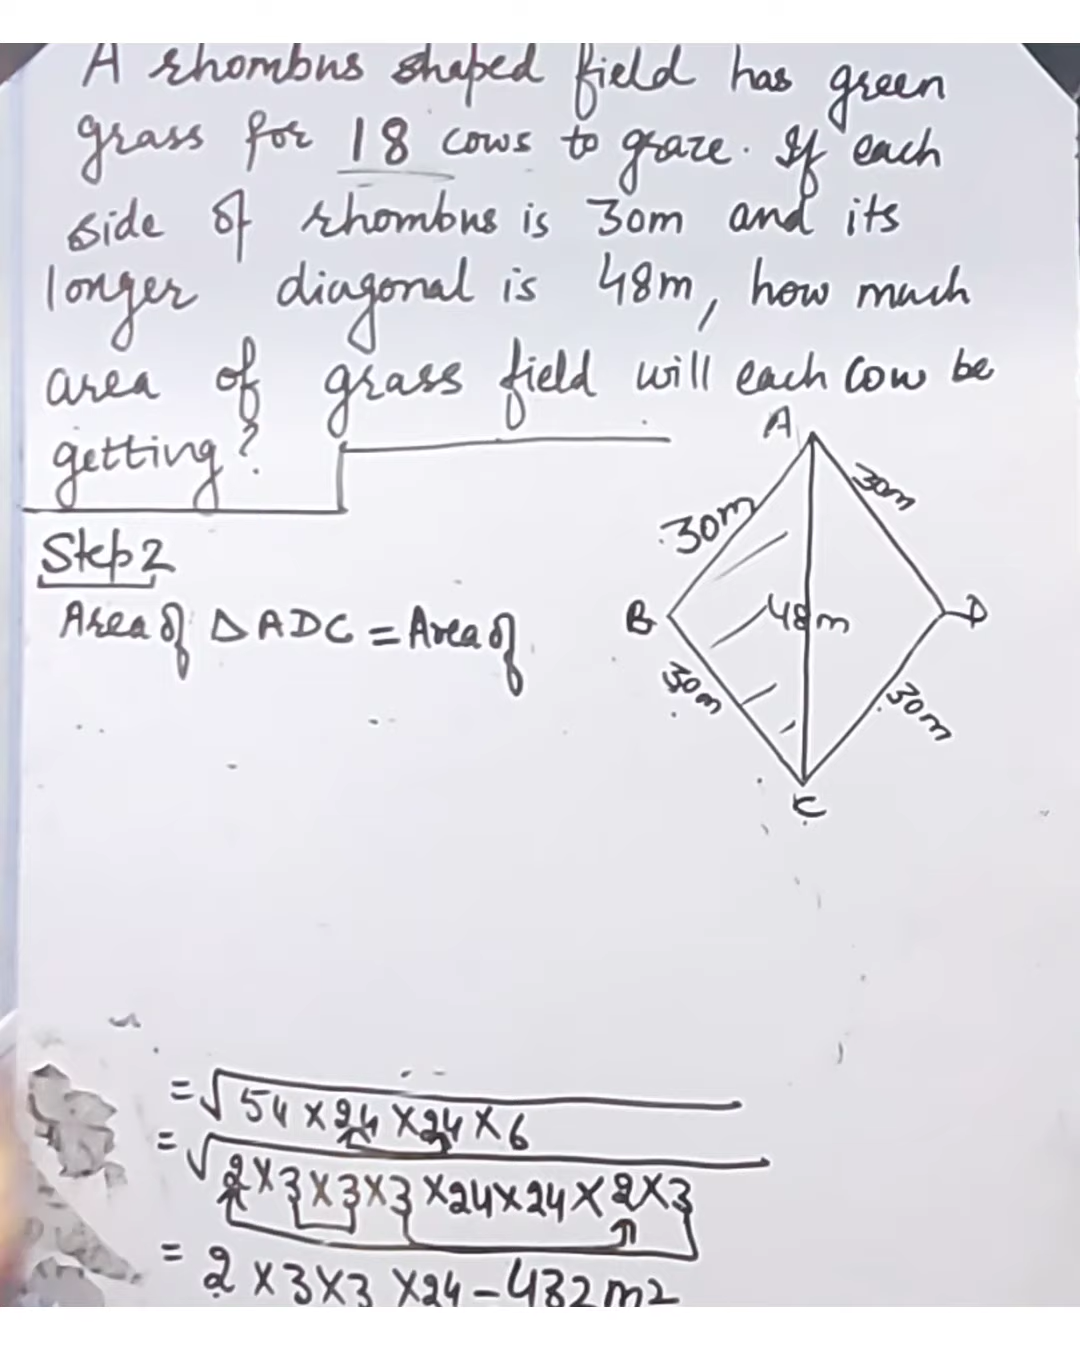 A rhombus shaped field has green
grass for 18 cows to graze. If each
side of rhombus is 30m and its
longer diagonal is 48m, how much
area of grass field will each cow be
getting?
A
30m
30m
B
48m
D
30m
30m
C
Step 2
Area of △ADC = Area of
= √54 × 24 × 24 × 6
= √2 × 3 × 3 × 3 × 24 × 24 × 2 × 3
= 2 × 3 × 3 × 24 - 432 m2